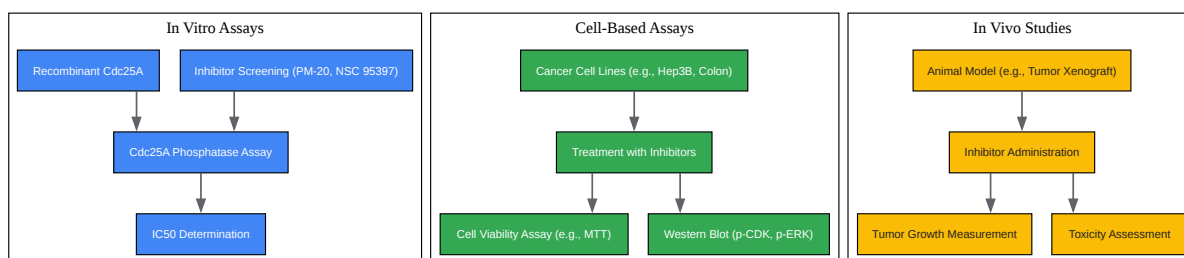 In Vitro Assays
Recombinant Cdc25A
Inhibitor Screening (PM-20, NSC 95397)
Cdc25A Phosphatase Assay
IC50 Determination
Cell-Based Assays
Cancer Cell Lines (e.g., Hep3B, Colon)
Treatment with Inhibitors
Cell Viability Assay (e.g., MTT)
Western Blot (p-CDK, p-ERK)
In Vivo Studies
Animal Model (e.g., Tumor Xenograft)
Inhibitor Administration
Tumor Growth Measurement
Toxicity Assessment